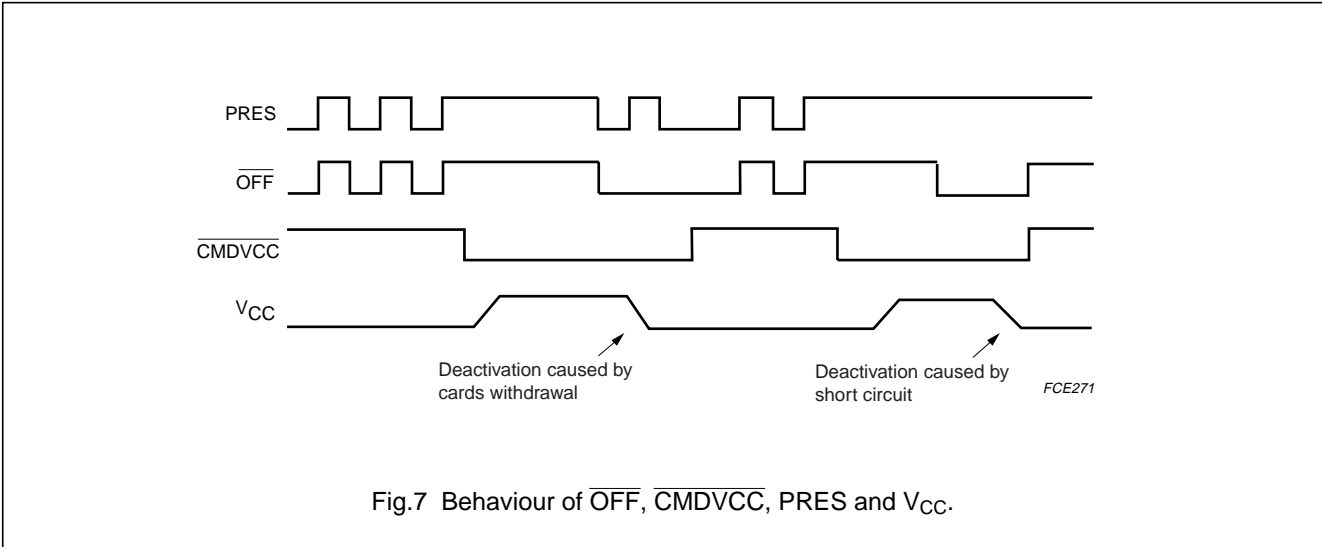 PRES
OFF
CMDVCC
VCC
Deactivation caused by
cards withdrawal
Deactivation caused by
short circuit
FCE271
Fig.7 Behaviour of OFF, CMDVCC, PRES and VCC.